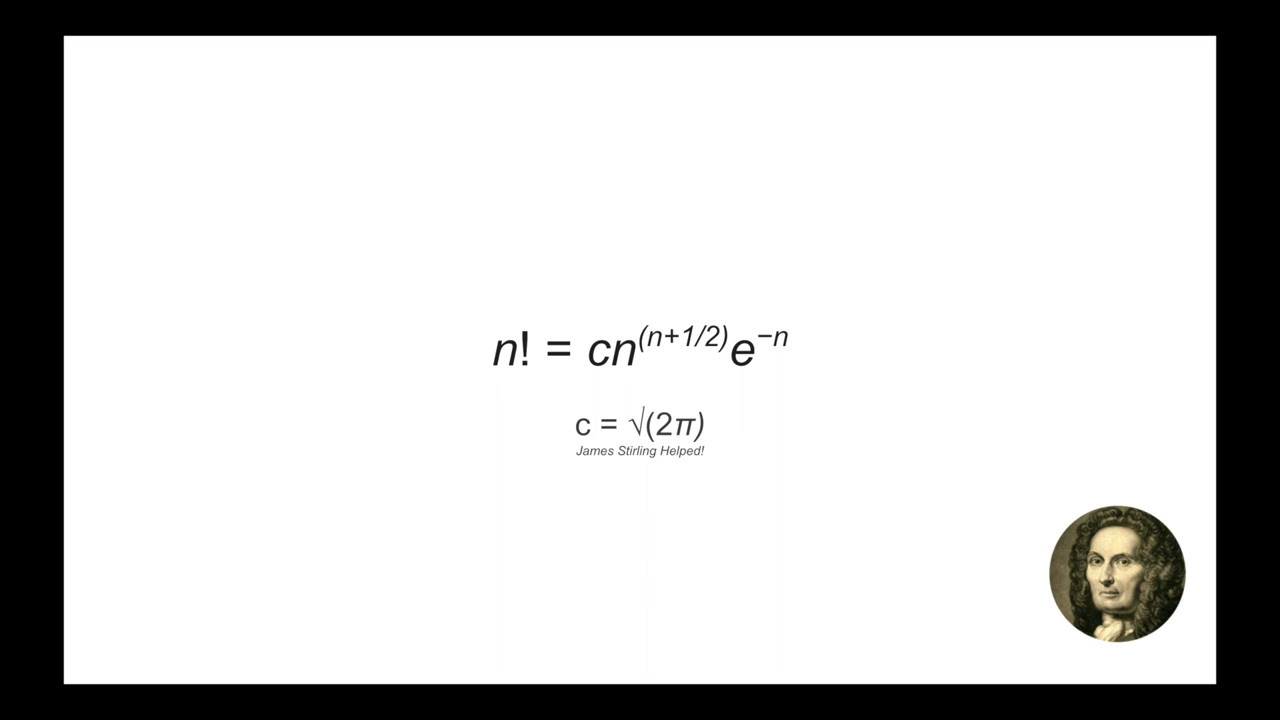 n! = cn^(n+1/2)e^−n
c = √(2π)
James Stirling Helped!